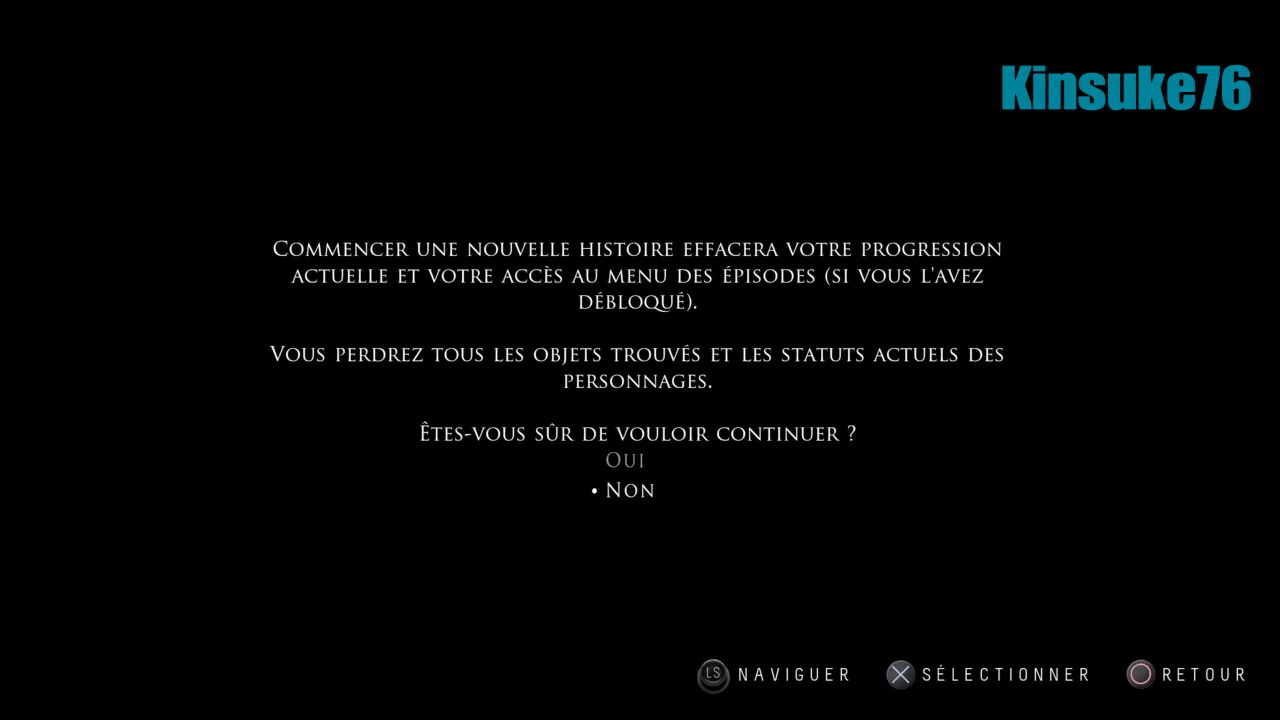 Kinsuke76
Commencer une nouvelle histoire effacera votre progression
actuelle et votre accès au menu des épisodes (si vous l'avez
débloqué).
Vous perdrez tous les objets trouvés et les statuts actuels des
personnages.
Êtes-vous sûr de vouloir continuer ?
Oui
• Non
LS NAVIGUER SÉLECTIONNER RETOUR